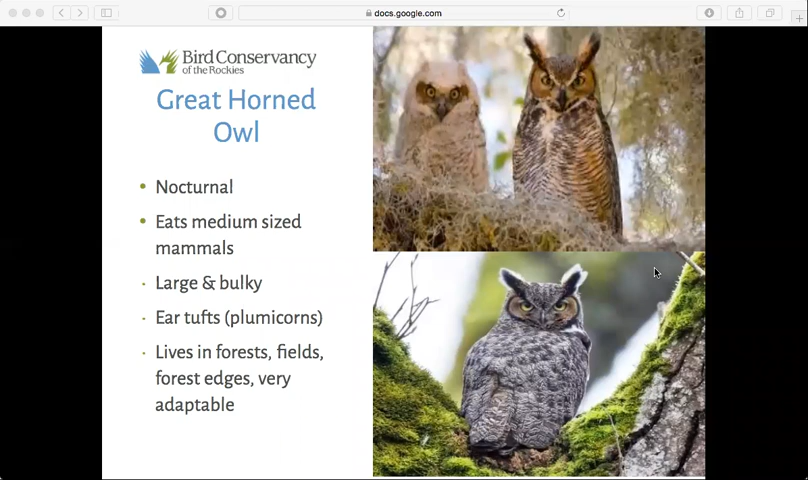 docs.google.com
Bird Conservancy
of the Rockies
Great Horned
Owl
• Nocturnal
• Eats medium sized
mammals
• Large & bulky
• Ear tufts (plumicorns)
• Lives in forests, fields,
forest edges, very
adaptable